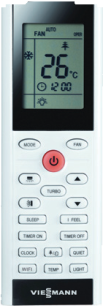 AUTO
FAN
26°C
12:00
MODE
FAN
TURBO
SLEEP
I FEEL
TIMER ON
TIMER OFF
CLOCK
QUIET
WIFI
TEMP
LIGHT
VIESMANN